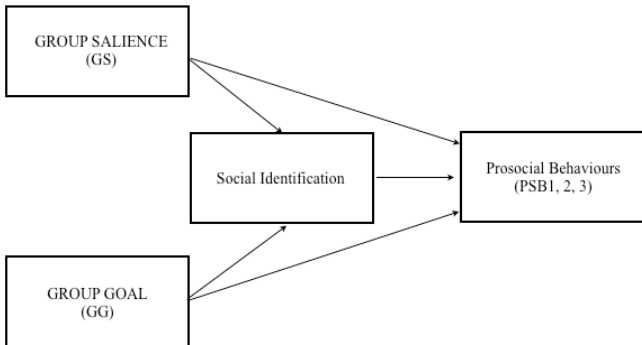 GROUP SALIENCE
(GS)
Social Identification
Prosocial Behaviours
(PSB1, 2, 3)
GROUP GOAL
(GG)